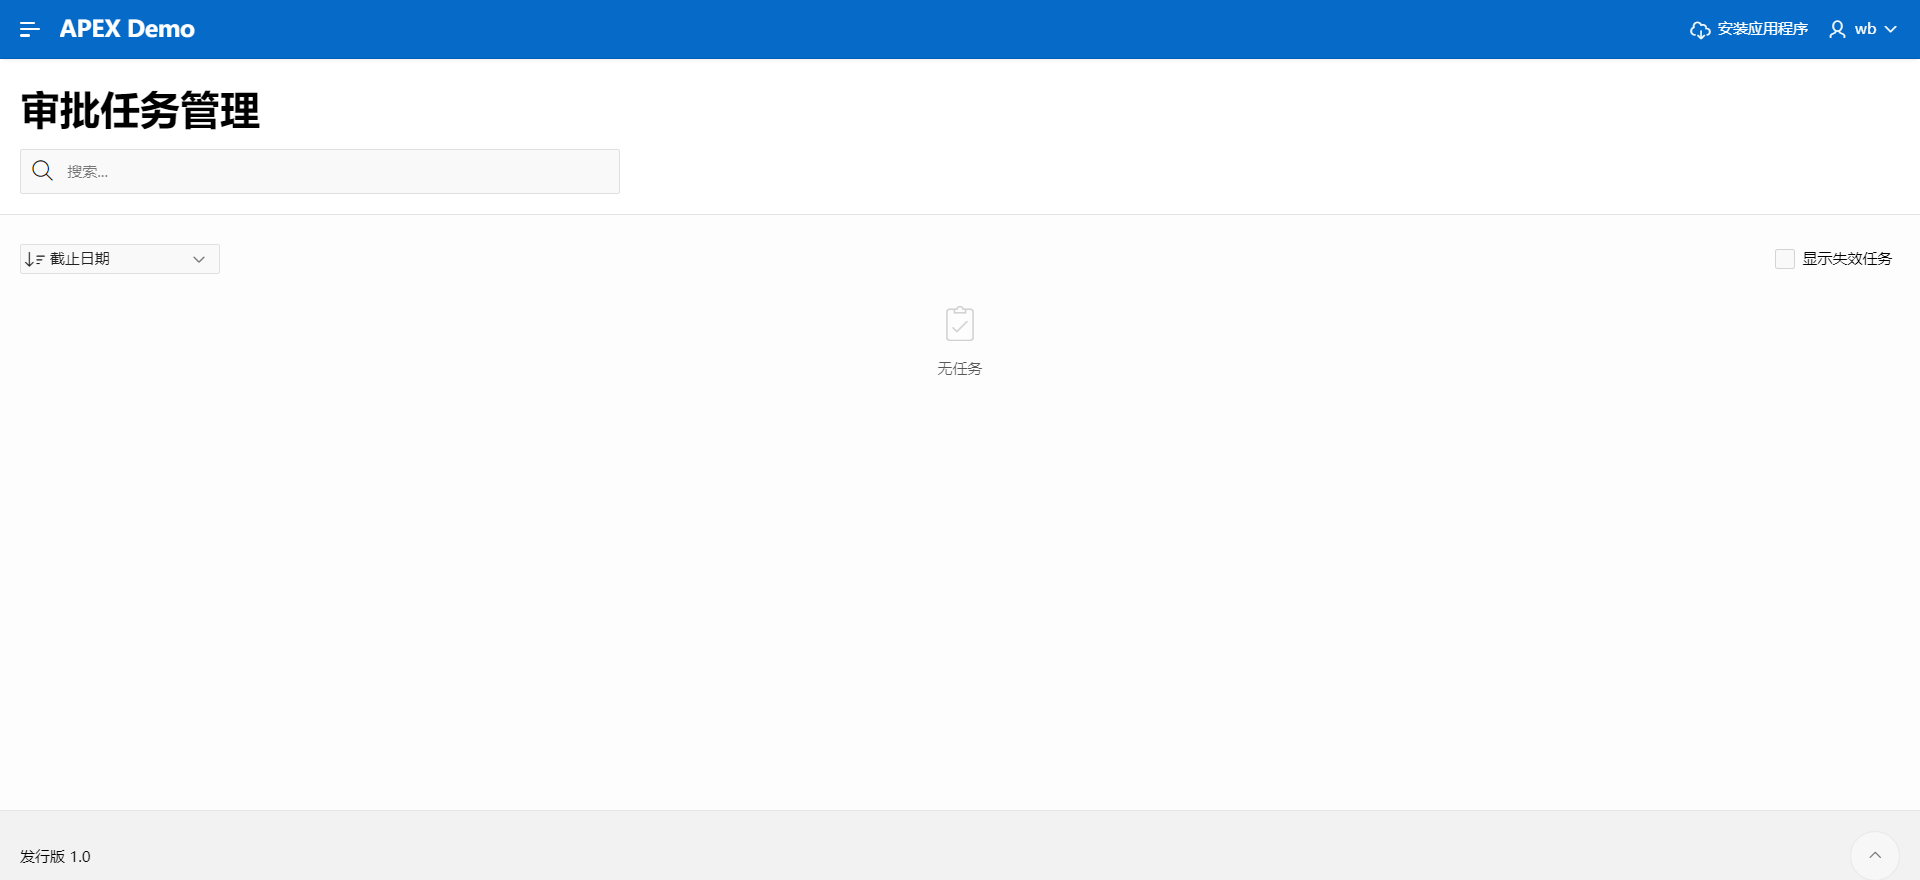 APEX Demo
安装应用程序
wb
审批任务管理
搜索...
截止日期
显示失效任务
无任务
发行版 1.0